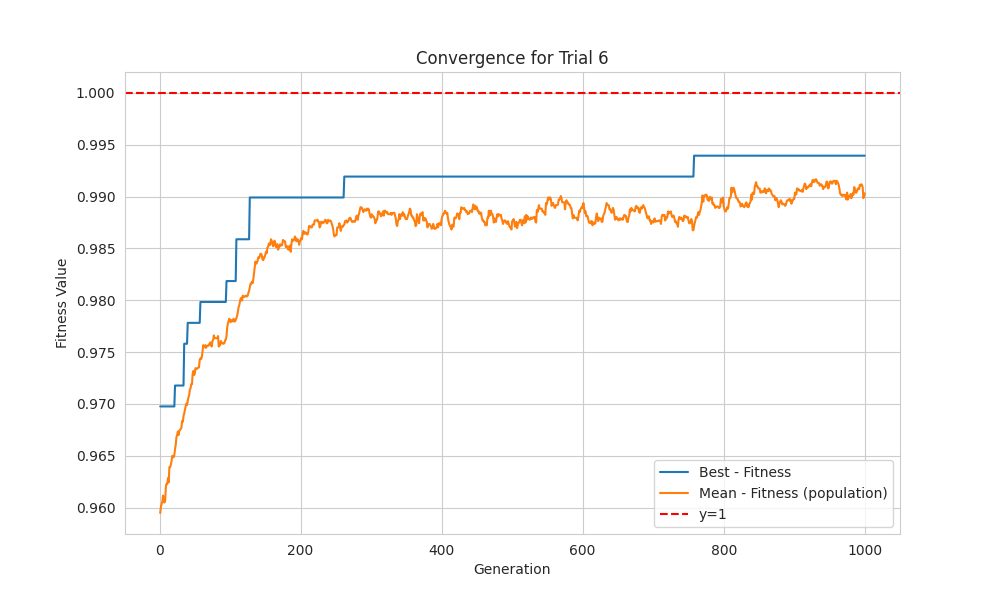 Convergence for Trial 6
1.000
0.995
0.990
0.985
0.980
0.975
0.970
0.965
0.960
Fitness Value
Best - Fitness
Mean - Fitness (population)
y=1
0
200
400
600
800
1000
Generation